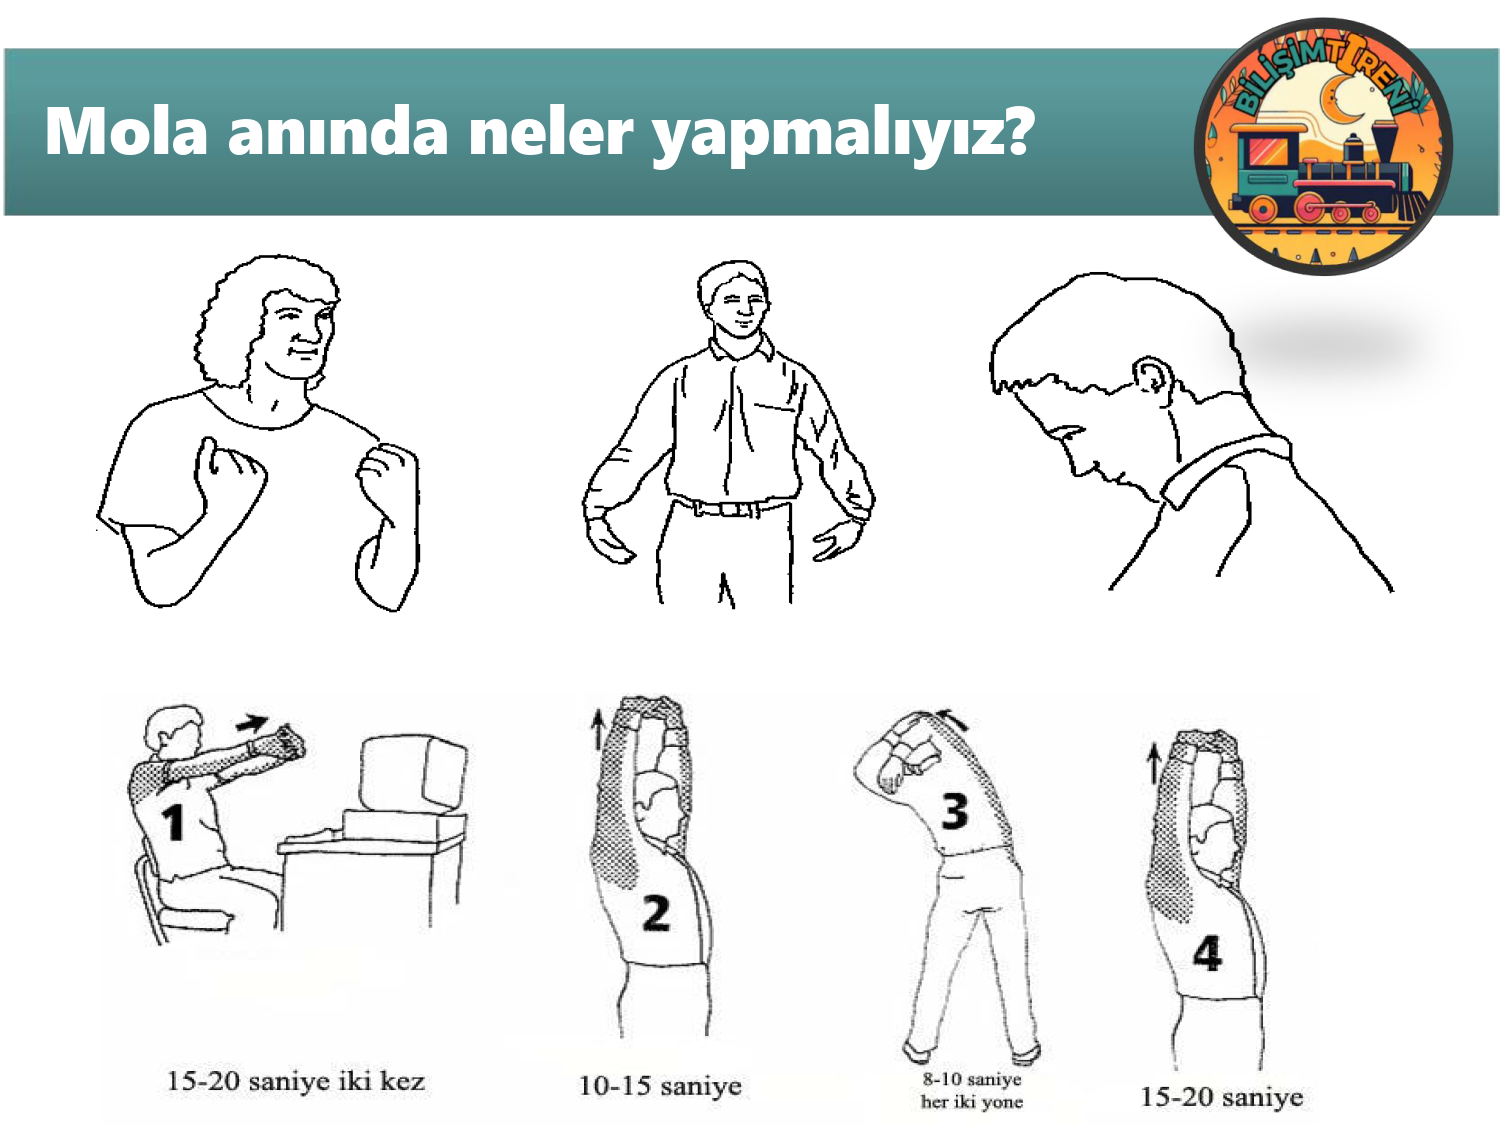 Mola anında neler yapmalıyız?
BİLİŞİMTIRENİ
1
2
3
4
15-20 saniye iki kez
10-15 saniye
8-10 saniye
her iki yone
15-20 saniye